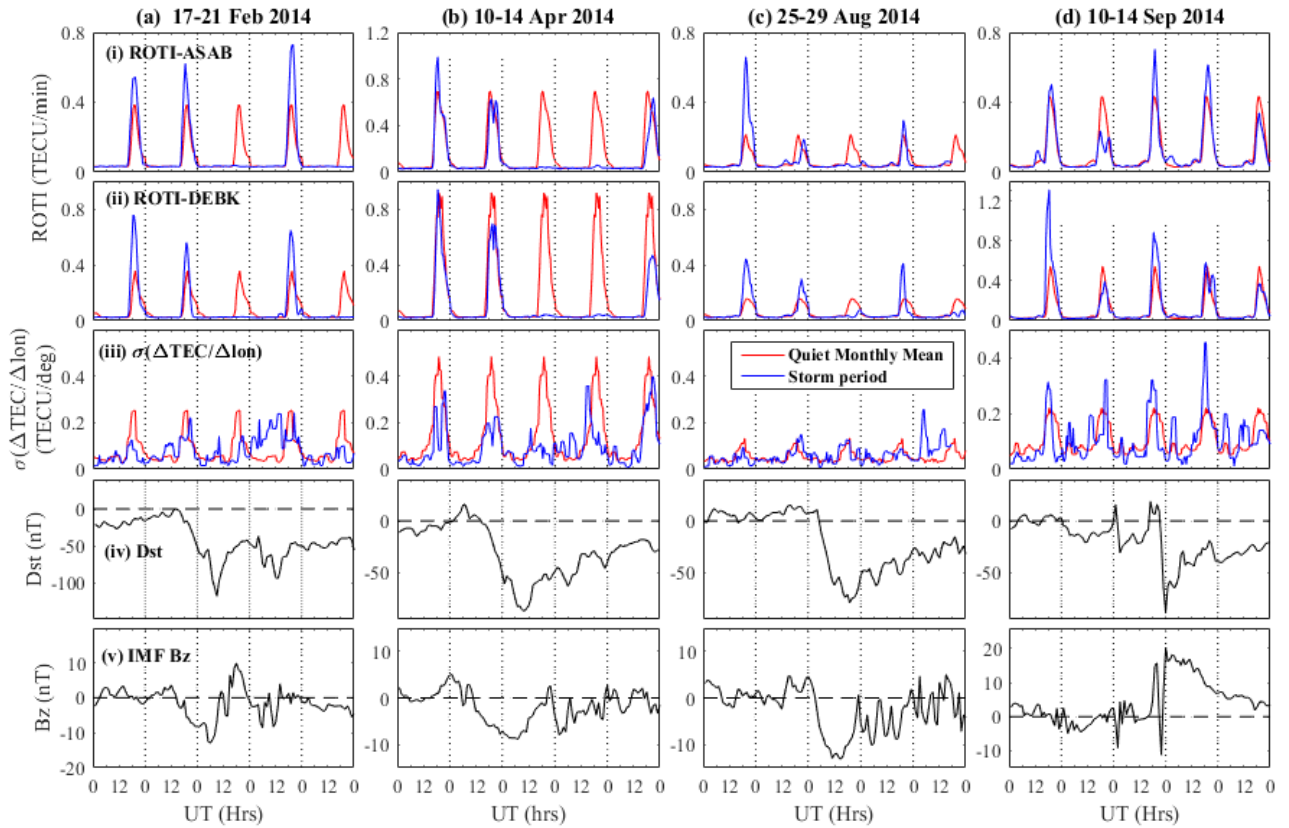 (a) 17-21 Feb 2014
(b) 10-14 Apr 2014
(c) 25-29 Aug 2014
(d) 10-14 Sep 2014
ROTI (TECU/min)
(i) ROTI-ASAB
0.8
0.4
0
1.2
0.8
0.4
0
0.8
0.4
0
0.8
0.4
0
(ii) ROTI-DEBK
0.8
0.4
0
0.8
0.4
0
0.8
0.4
0
1.2
0.8
0.4
0
σ(ΔTEC/Δlon)
(TECU/deg)
(iii) σ(ΔTEC/Δlon)
0.4
0.2
0
0.4
0.2
0
0.4
0.2
0
Quiet Monthly Mean
Storm period
0.4
0.2
0
Dst (nT)
(iv) Dst
0
-50
-100
0
-50
0
-50
0
-50
Bz (nT)
(v) IMF Bz
10
0
-10
-20
10
0
-10
10
0
-10
20
10
0
-10
0 12 0 12 0 12 0 12 0 12 0
0 12 0 12 0 12 0 12 0 12 0
0 12 0 12 0 12 0 12 0 12 0
0 12 0 12 0 12 0 12 0 12 0
UT (Hrs)
UT (hrs)
UT (Hrs)
UT (Hrs)